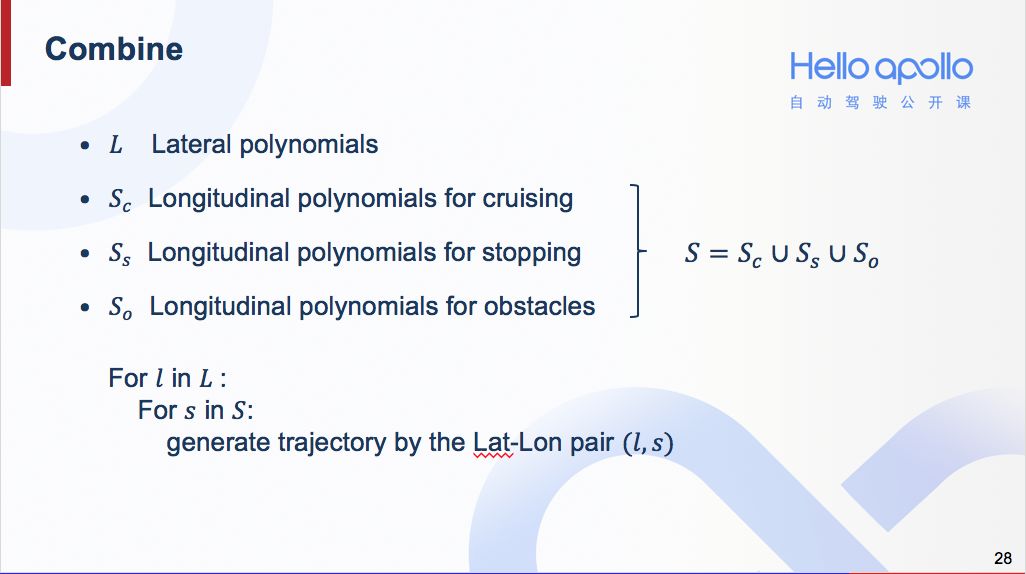 Combine
Hello apollo
自动驾驶公开课
• L Lateral polynomials
• S_c Longitudinal polynomials for cruising
• S_s Longitudinal polynomials for stopping
• S_o Longitudinal polynomials for obstacles
S = S_c ∪ S_s ∪ S_o
For l in L :
For s in S:
generate trajectory by the Lat-Lon pair (l, s)
28